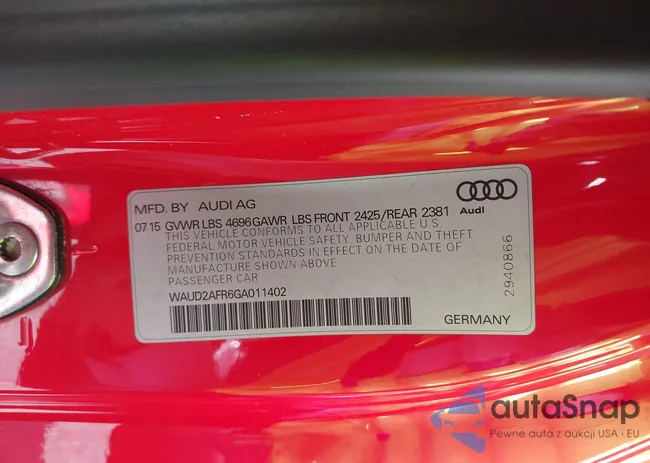 MFD. BY AUDI AG
07 15 GVWR LBS 4696 GAWR LBS FRONT 2425/REAR 2381
Audi
THIS VEHICLE CONFORMS TO ALL APPLICABLE U.S
FEDERAL MOTOR VEHICLE SAFETY, BUMPER AND THEFT
PREVENTION STANDARDS IN EFFECT ON THE DATE OF
MANUFACTURE SHOWN ABOVE
PASSENGER CAR
WAUD2AFR6GA011402
2940866
GERMANY
autaSnap
Pewne auta z aukcji USA i EU